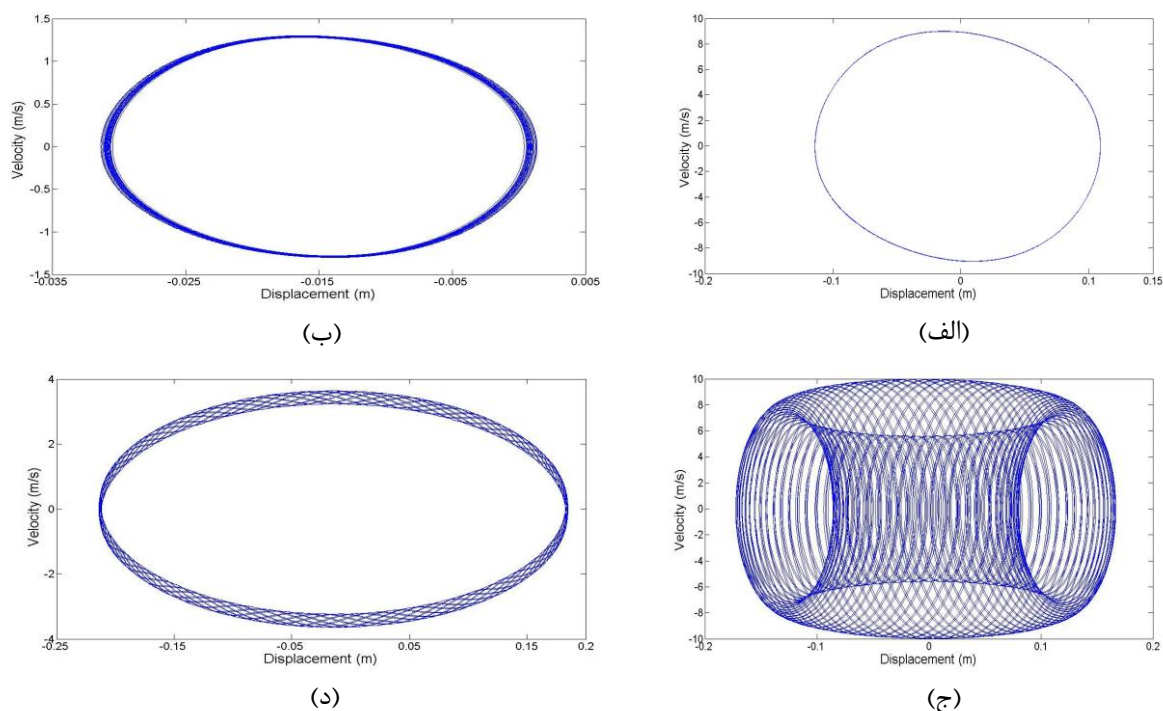 1.5
1
0.5
0
-0.5
-1
-1.5
Velocity (m/s)
-0.035 -0.025 -0.015 -0.005 0.005
Displacement (m)
(ب)
10
8
6
4
2
0
-2
-4
-6
-8
-10
Velocity (m/s)
-0.2 -0.1 0 0.1 0.15
Displacement (m)
(الف)
4
2
0
-2
-4
Velocity (m/s)
-0.25 -0.15 -0.05 0.05 0.15 0.2
Displacement (m)
(د)
10
8
6
4
2
0
-2
-4
-6
-8
-10
Velocity (m/s)
-0.2 -0.1 0 0.1 0.2
Displacement (m)
(ج)